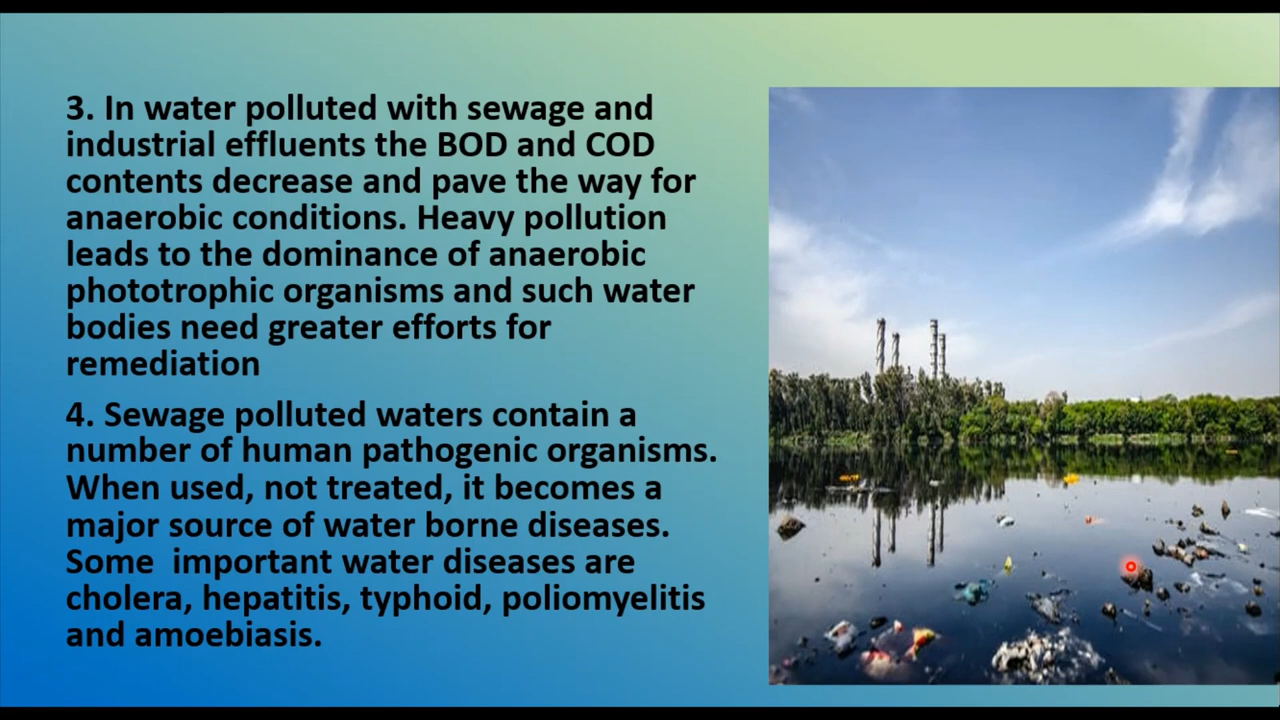 3. In water polluted with sewage and
industrial effluents the BOD and COD
contents decrease and pave the way for
anaerobic conditions. Heavy pollution
leads to the dominance of anaerobic
phototrophic organisms and such water
bodies need greater efforts for
remediation
4. Sewage polluted waters contain a
number of human pathogenic organisms.
When used, not treated, it becomes a
major source of water borne diseases.
Some  important water diseases are
cholera, hepatitis, typhoid, poliomyelitis
and amoebiasis.